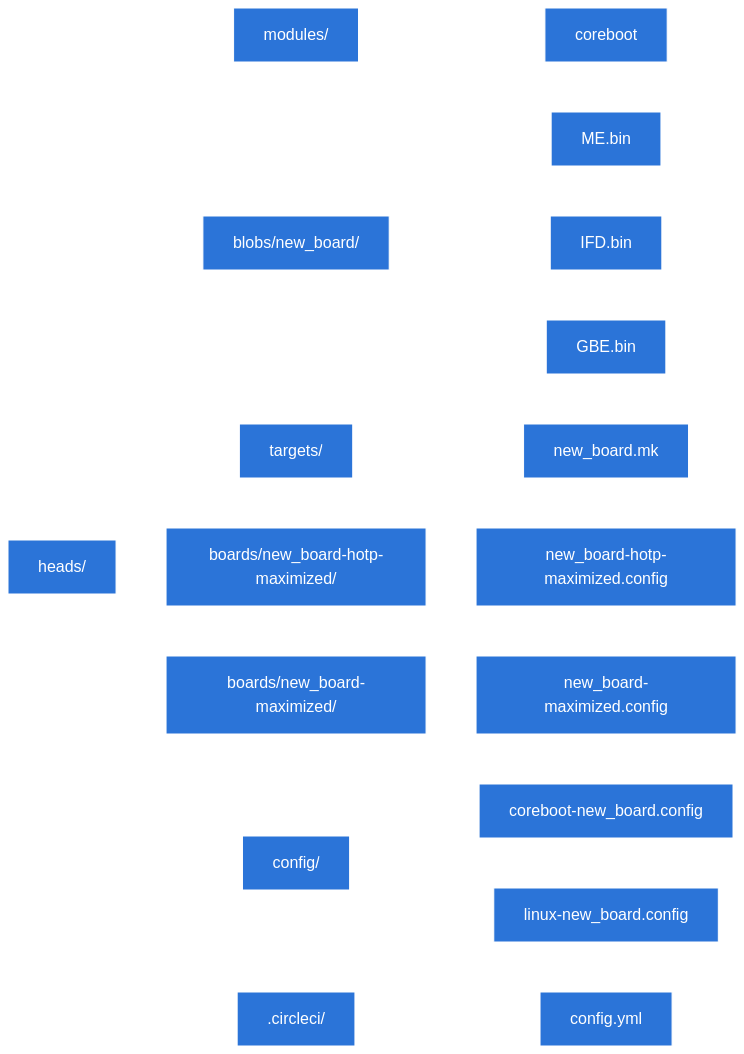 modules/
coreboot
ME.bin
blobs/new_board/
IFD.bin
GBE.bin
targets/
new_board.mk
heads/
boards/new_board-hotp-
maximized/
new_board-hotp-
maximized.config
boards/new_board-
maximized/
new_board-
maximized.config
coreboot-new_board.config
config/
linux-new_board.config
.circleci/
config.yml